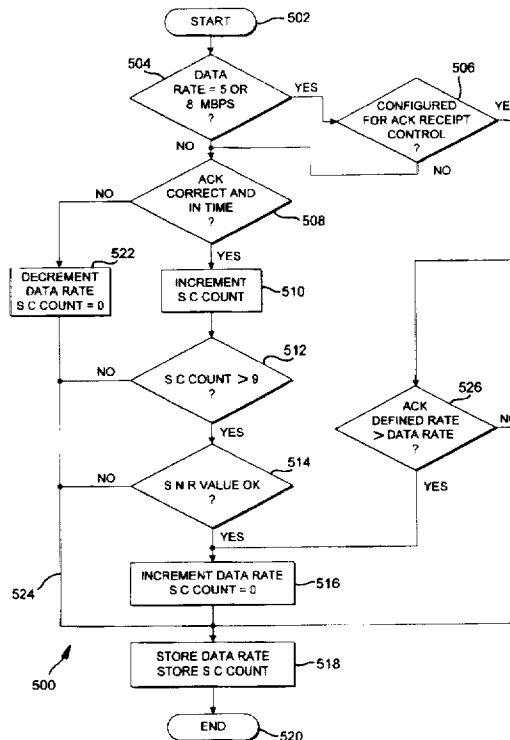 START
502
504
DATA
RATE = 5 OR
8 MBPS
?
YES
506
CONFIGURED
FOR ACK RECEIPT
CONTROL
?
NO
NO
ACK
CORRECT AND
IN TIME
?
NO
508
YES
522
DECREMENT
DATA RATE
S C COUNT = 0
INCREMENT
S C COUNT
510
512
S C COUNT > 9
?
NO
YES
526
ACK
DEFINED RATE
> DATA RATE
?
YES
514
S N R VALUE OK
?
NO
YES
524
INCREMENT DATA RATE
S C COUNT = 0
516
500
STORE DATA RATE
STORE S C COUNT
518
END
520